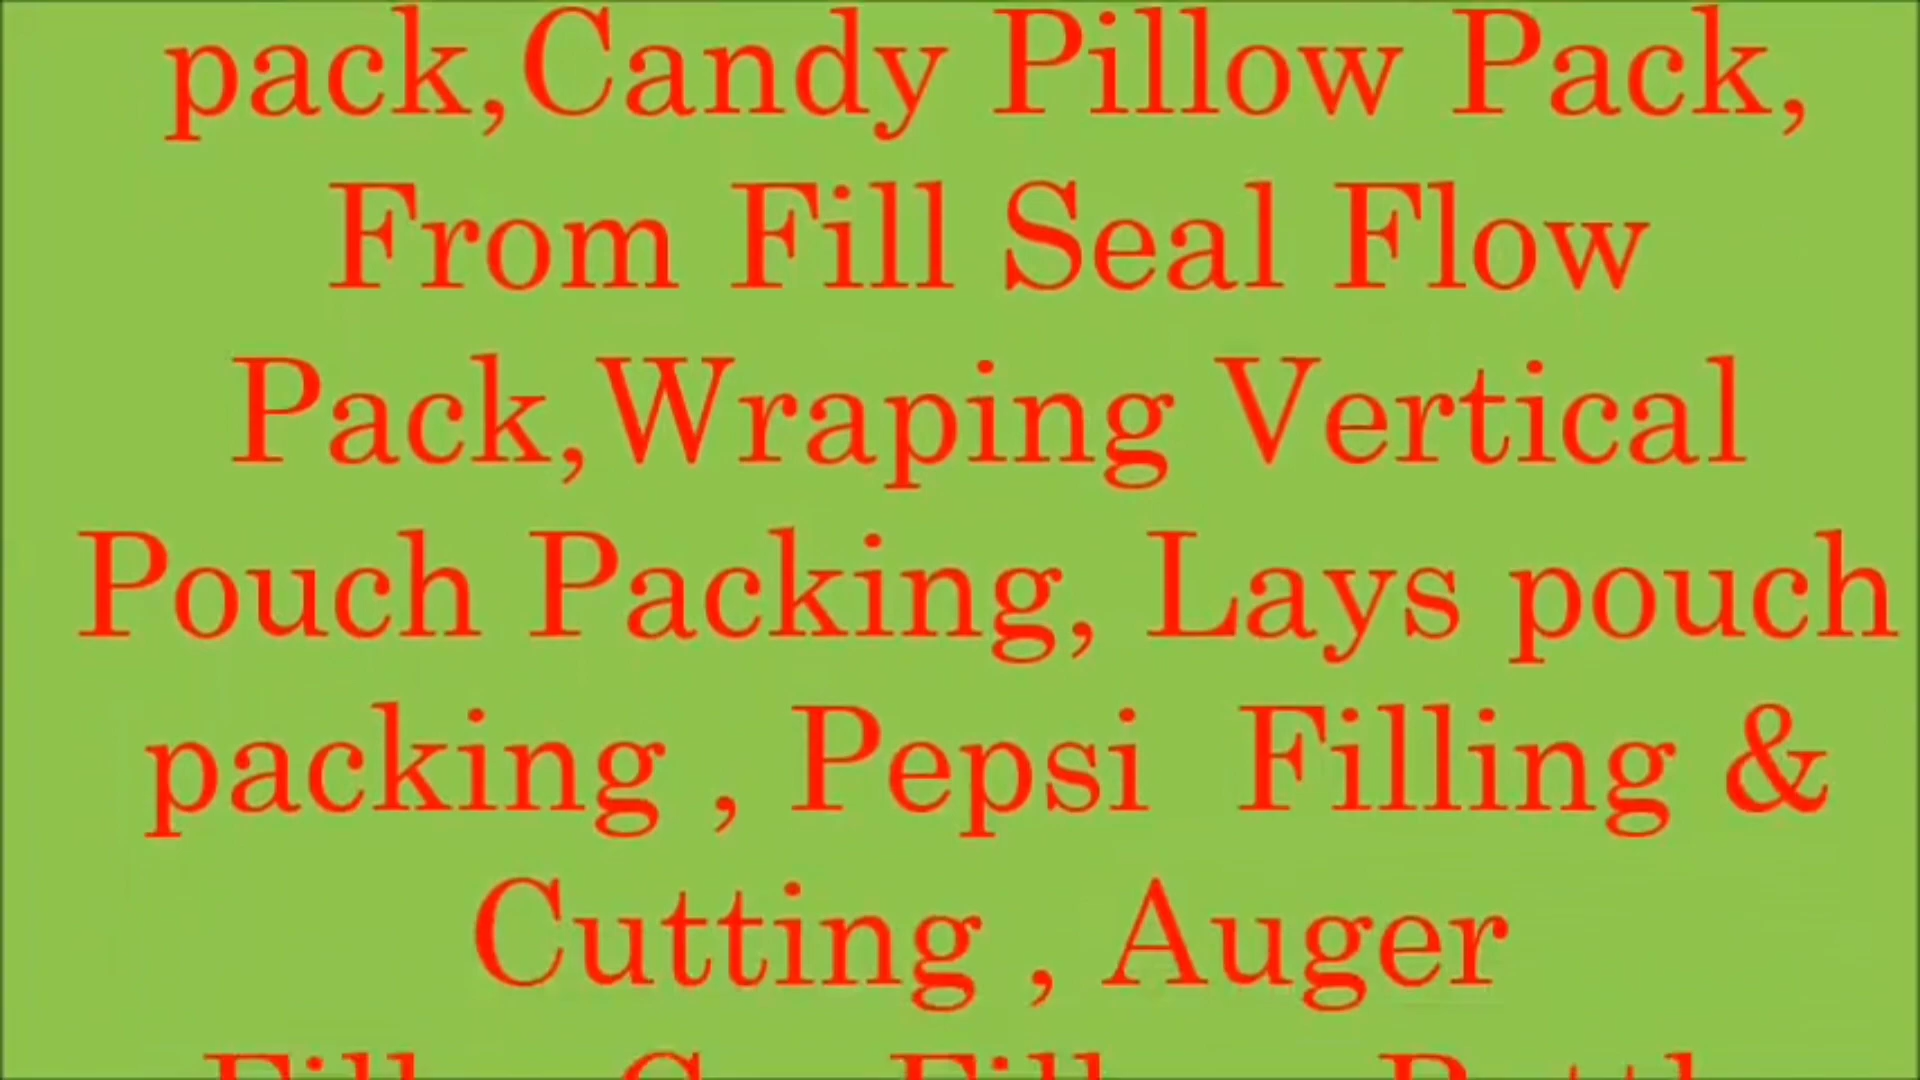 pack,Candy Pillow Pack,
From Fill Seal Flow
Pack,Wraping Vertical
Pouch Packing, Lays pouch
packing , Pepsi  Filling &
Cutting , Auger